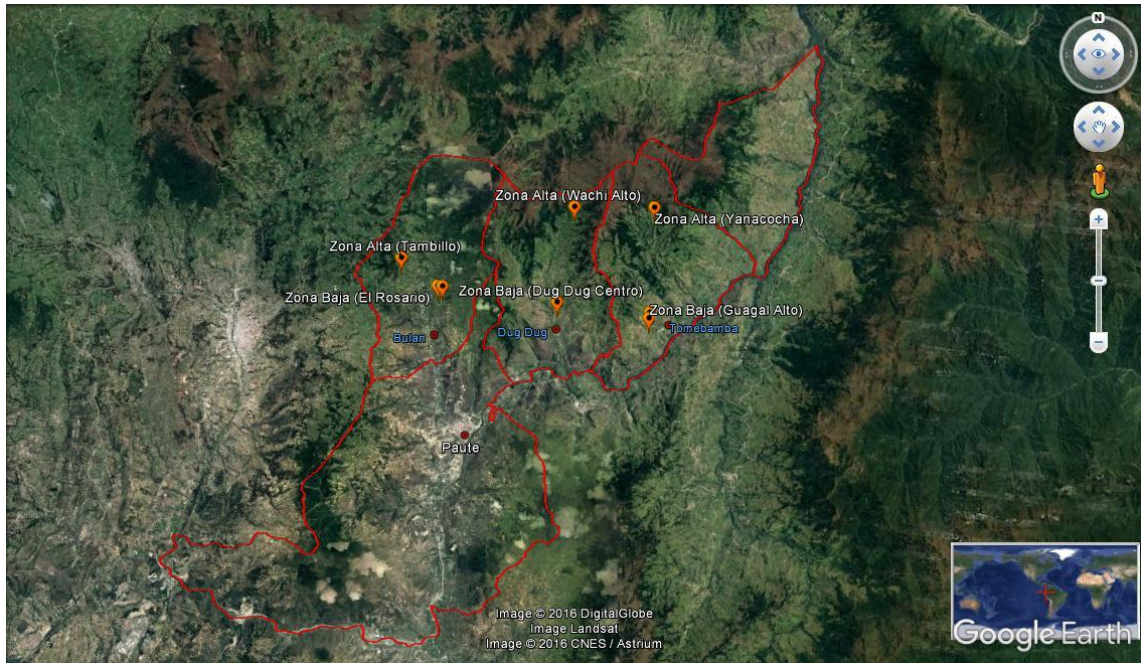 N
Zona Alta (Wachi Alto)
Zona Alta (Yanacocha)
Zona Alta (Tambillo)
Zona Baja (El Rosario)
Zona Baja (Dug Dug Centro)
Zona Baja (Guagal Alto)
Bulan
Dug Dug
Tomebamba
Paute
Image © 2016 DigitalGlobe
Image Landsat
Image © 2016 CNES / Astrium
Google Earth